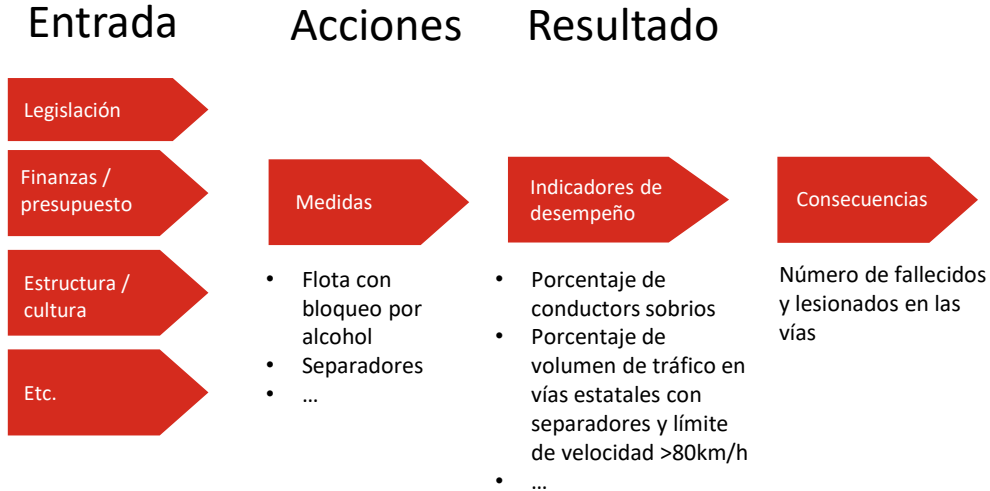 Entrada
Acciones
Resultado
Legislación
Finanzas /
presupuesto
Estructura /
cultura
Etc.
Medidas
• Flota con
bloqueo por
alcohol
• Separadores
• ...
Indicadores de
desempeño
• Porcentaje de
conductors sobrios
• Porcentaje de
volumen de tráfico en
vías estatales con
separadores y límite
de velocidad >80km/h
• ...
Consecuencias
Número de fallecidos
y lesionados en las
vías